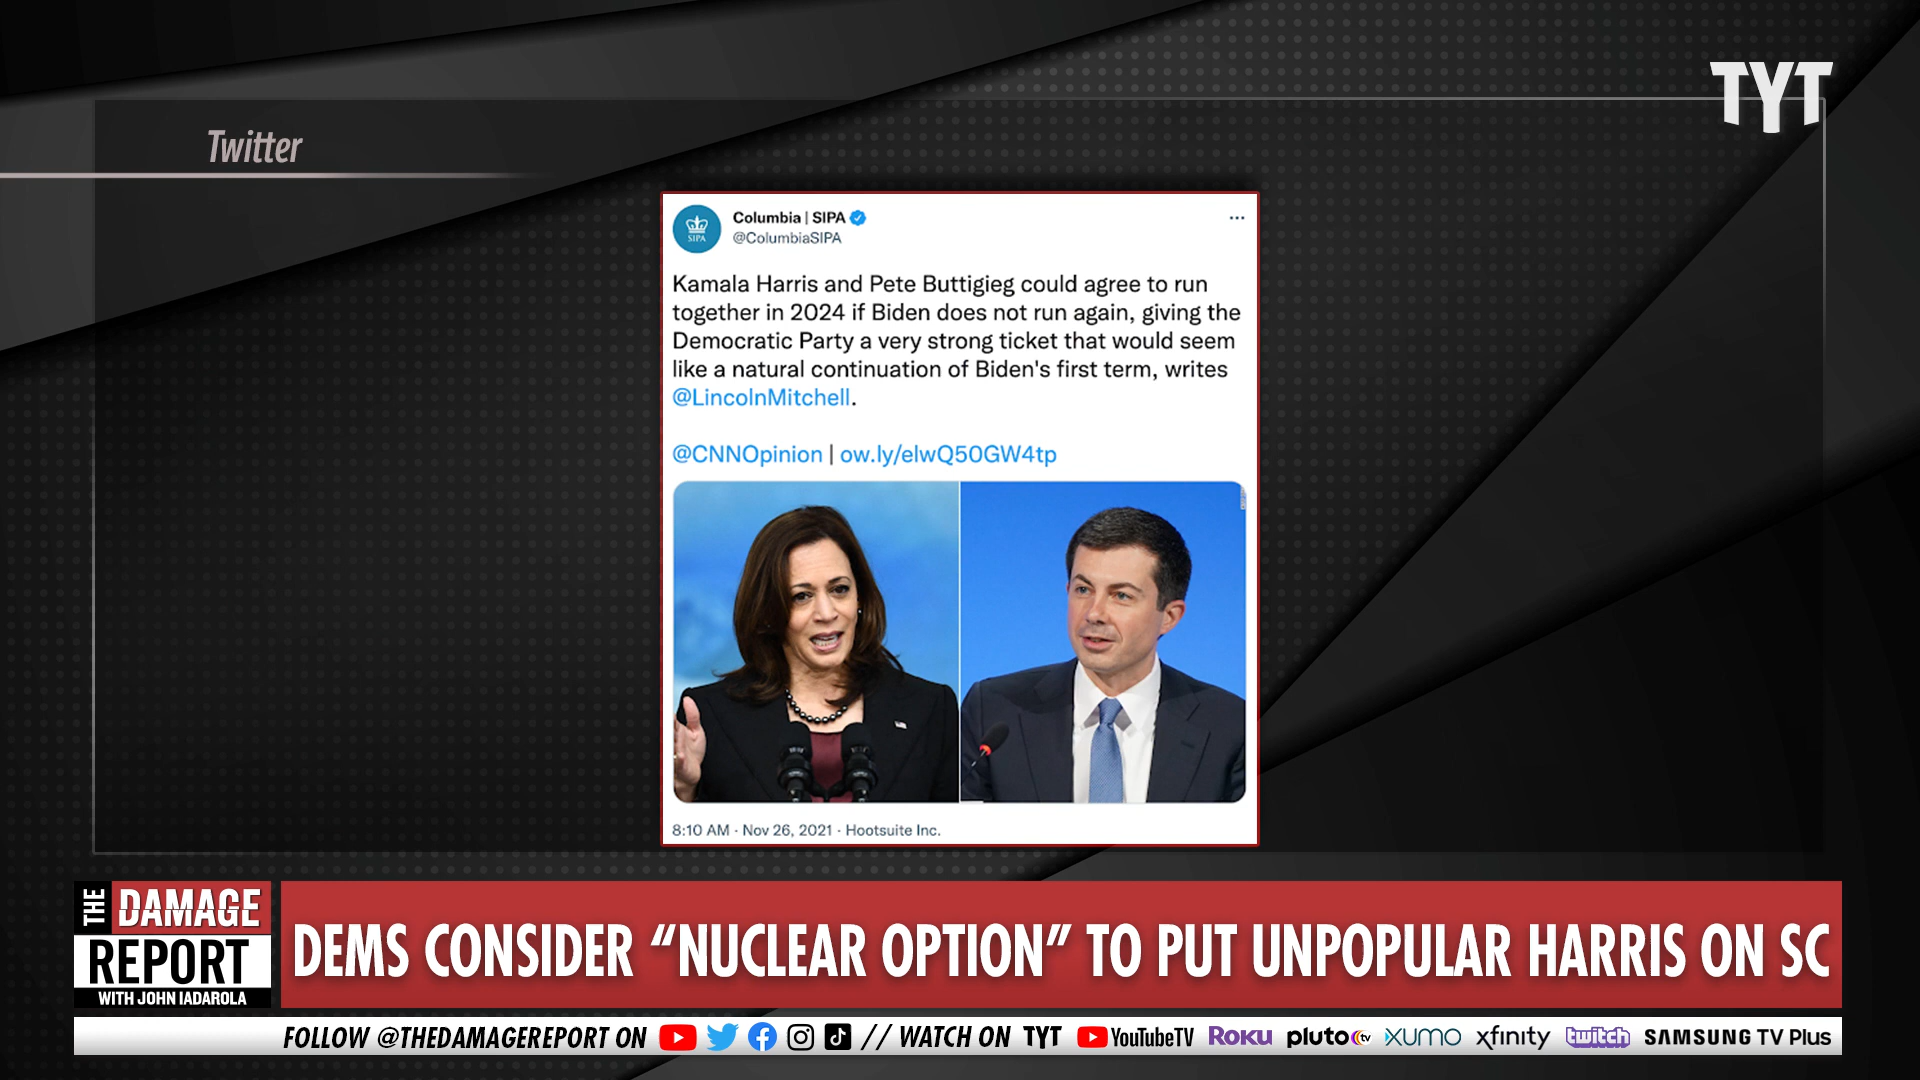 TYT
Twitter
Columbia | SIPA
@ColumbiaSIPA
SIPA
Kamala Harris and Pete Buttigieg could agree to run
together in 2024 if Biden does not run again, giving the
Democratic Party a very strong ticket that would seem
like a natural continuation of Biden's first term, writes
@LincolnMitchell.
@CNNOpinion | ow.ly/elwQ50GW4tp
8:10 AM · Nov 26, 2021 · Hootsuite Inc.
THE DAMAGE
REPORT
WITH JOHN IADAROLA
DEMS CONSIDER “NUCLEAR OPTION” TO PUT UNPOPULAR HARRIS ON SC
FOLLOW @THEDAMAGEREPORT ON // WATCH ON TYT YouTubeTV ROKU pluto tv XUMO xfinity twitch SAMSUNG TV Plus